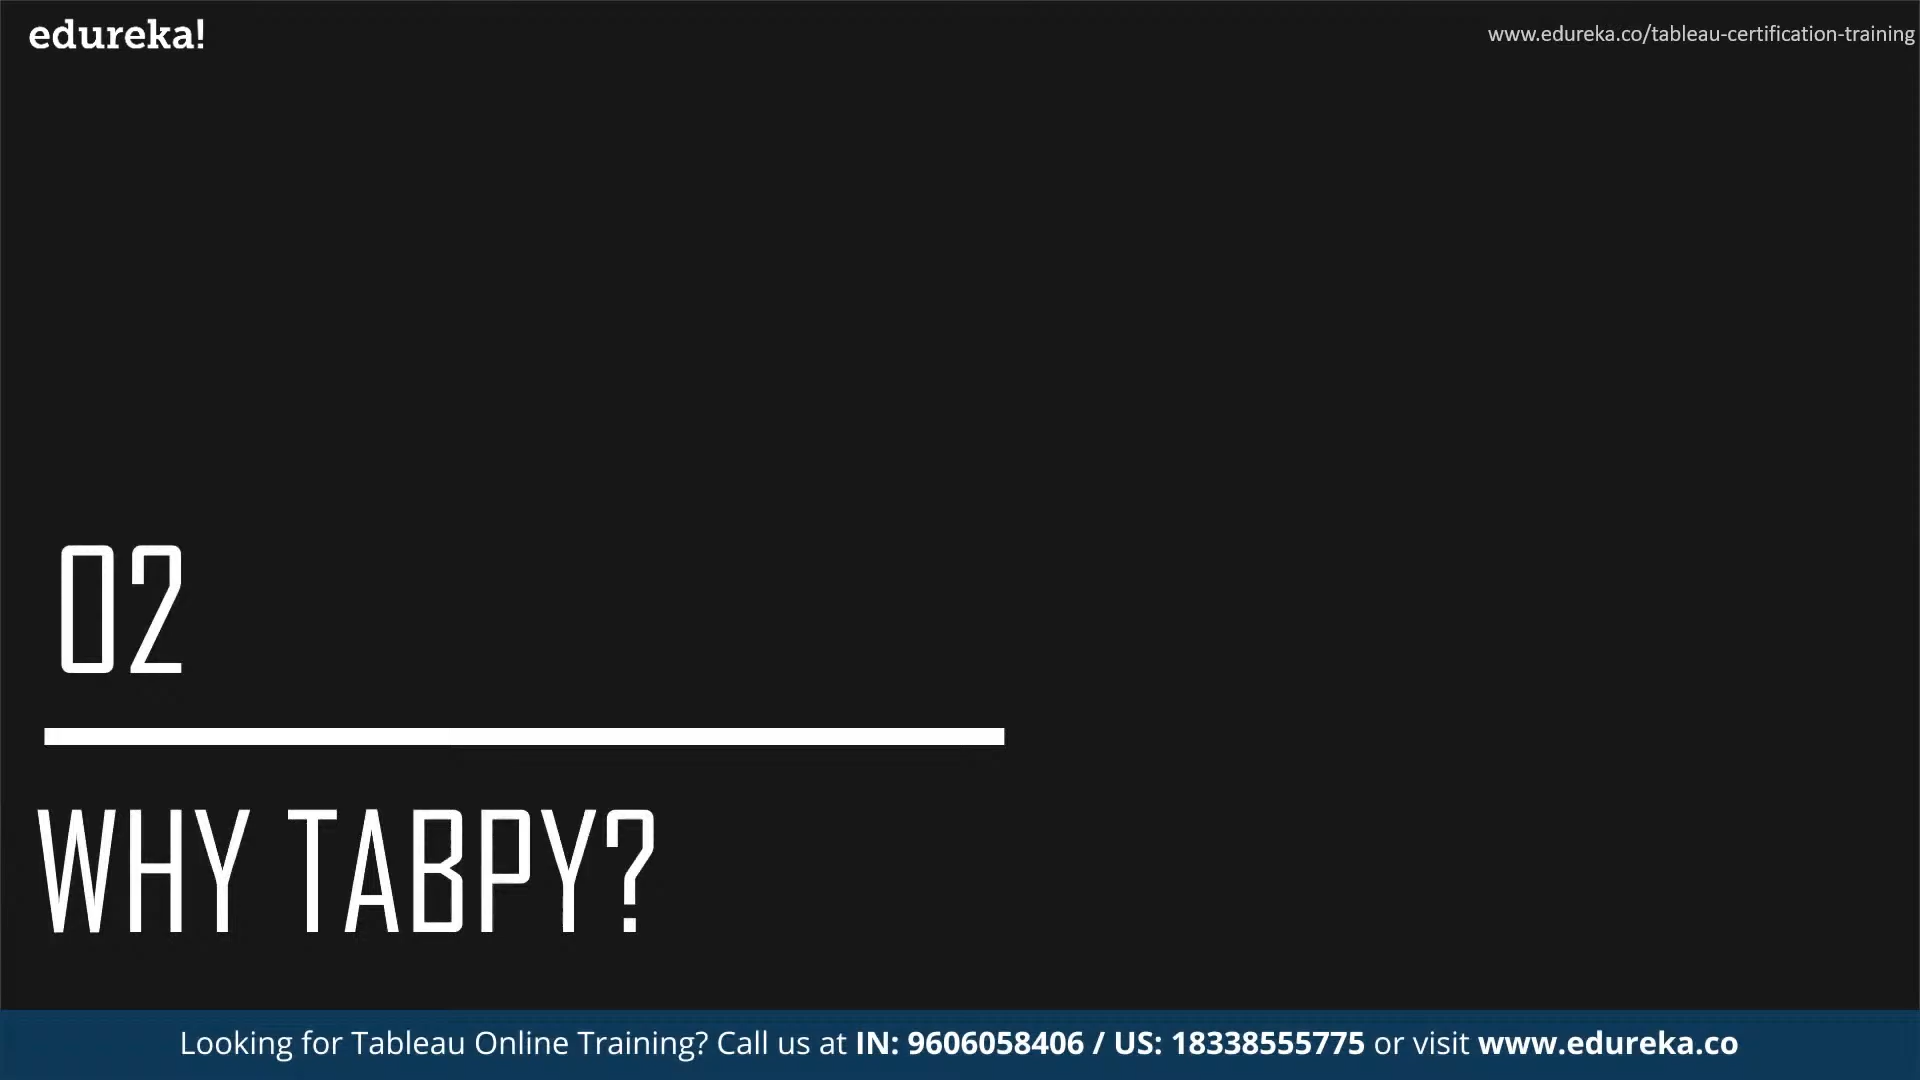 edureka!
www.edureka.co/tableau-certification-training
02
WHY TABPY?
Looking for Tableau Online Training? Call us at IN: 9606058406 / US: 18338555775 or visit www.edureka.co